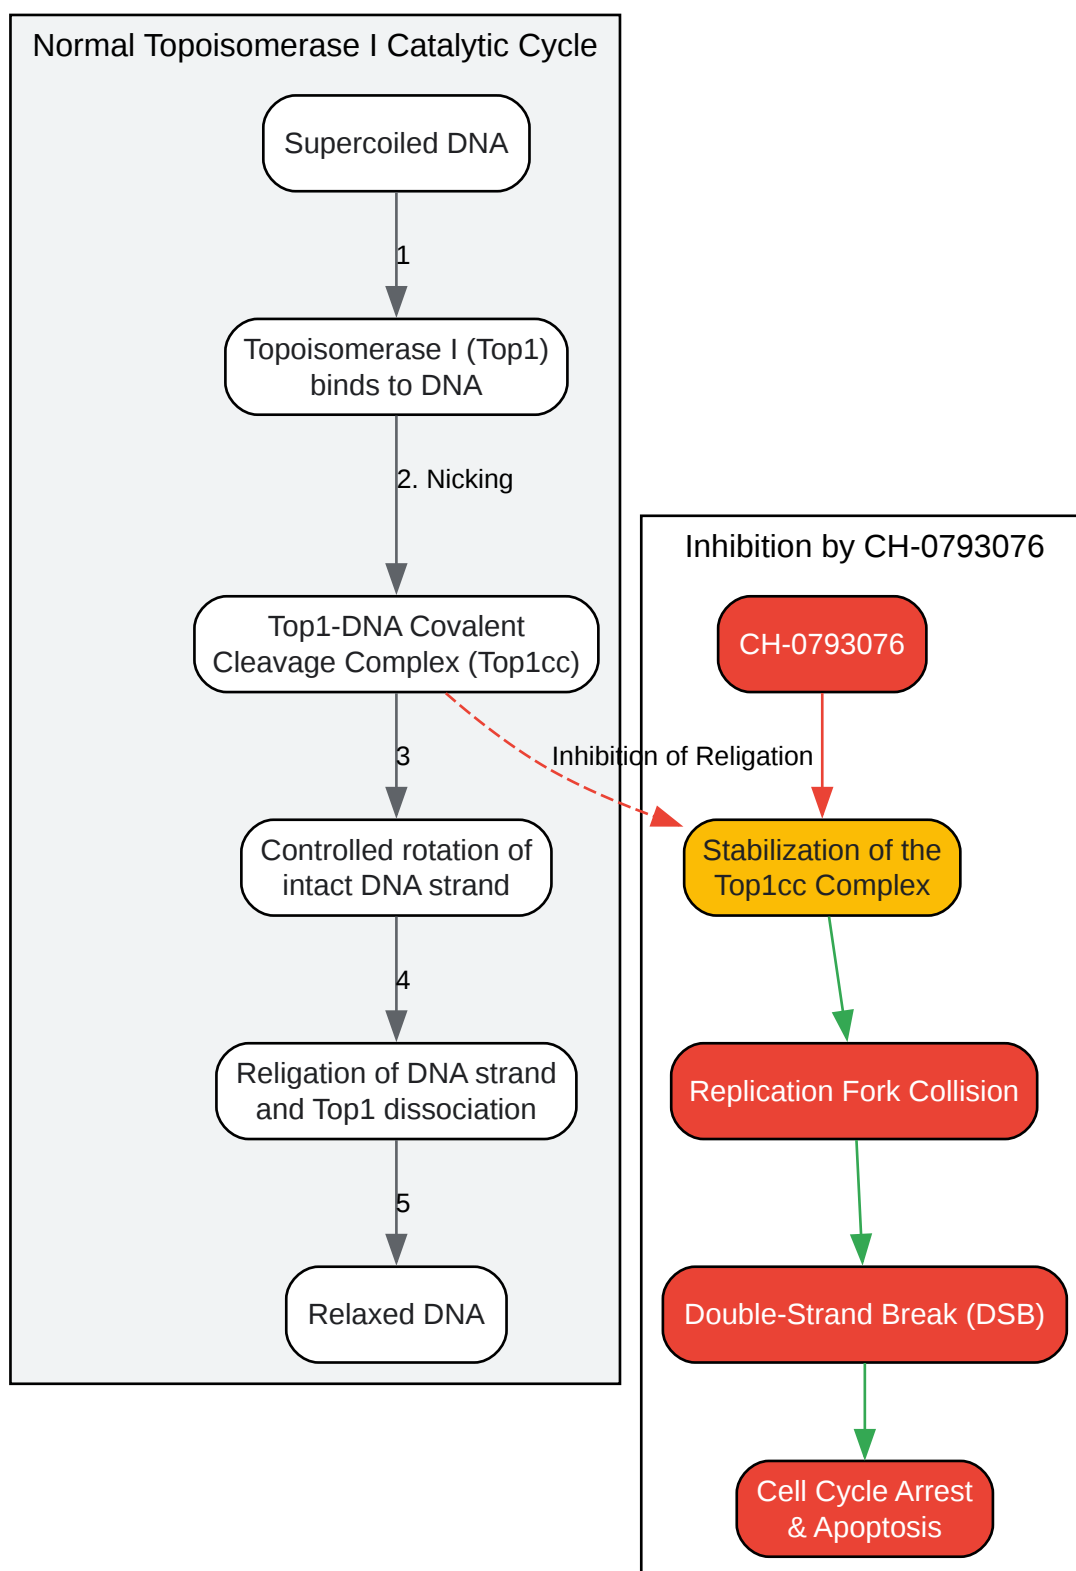 Normal Topoisomerase I Catalytic Cycle
Supercoiled DNA
1
Topoisomerase I (Top1)
binds to DNA
2. Nicking
Top1-DNA Covalent
Cleavage Complex (Top1cc)
3
Controlled rotation of
intact DNA strand
4
Religation of DNA strand
and Top1 dissociation
5
Relaxed DNA
Inhibition by CH-0793076
CH-0793076
Inhibition of Religation
Stabilization of the
Top1cc Complex
Replication Fork Collision
Double-Strand Break (DSB)
Cell Cycle Arrest
& Apoptosis